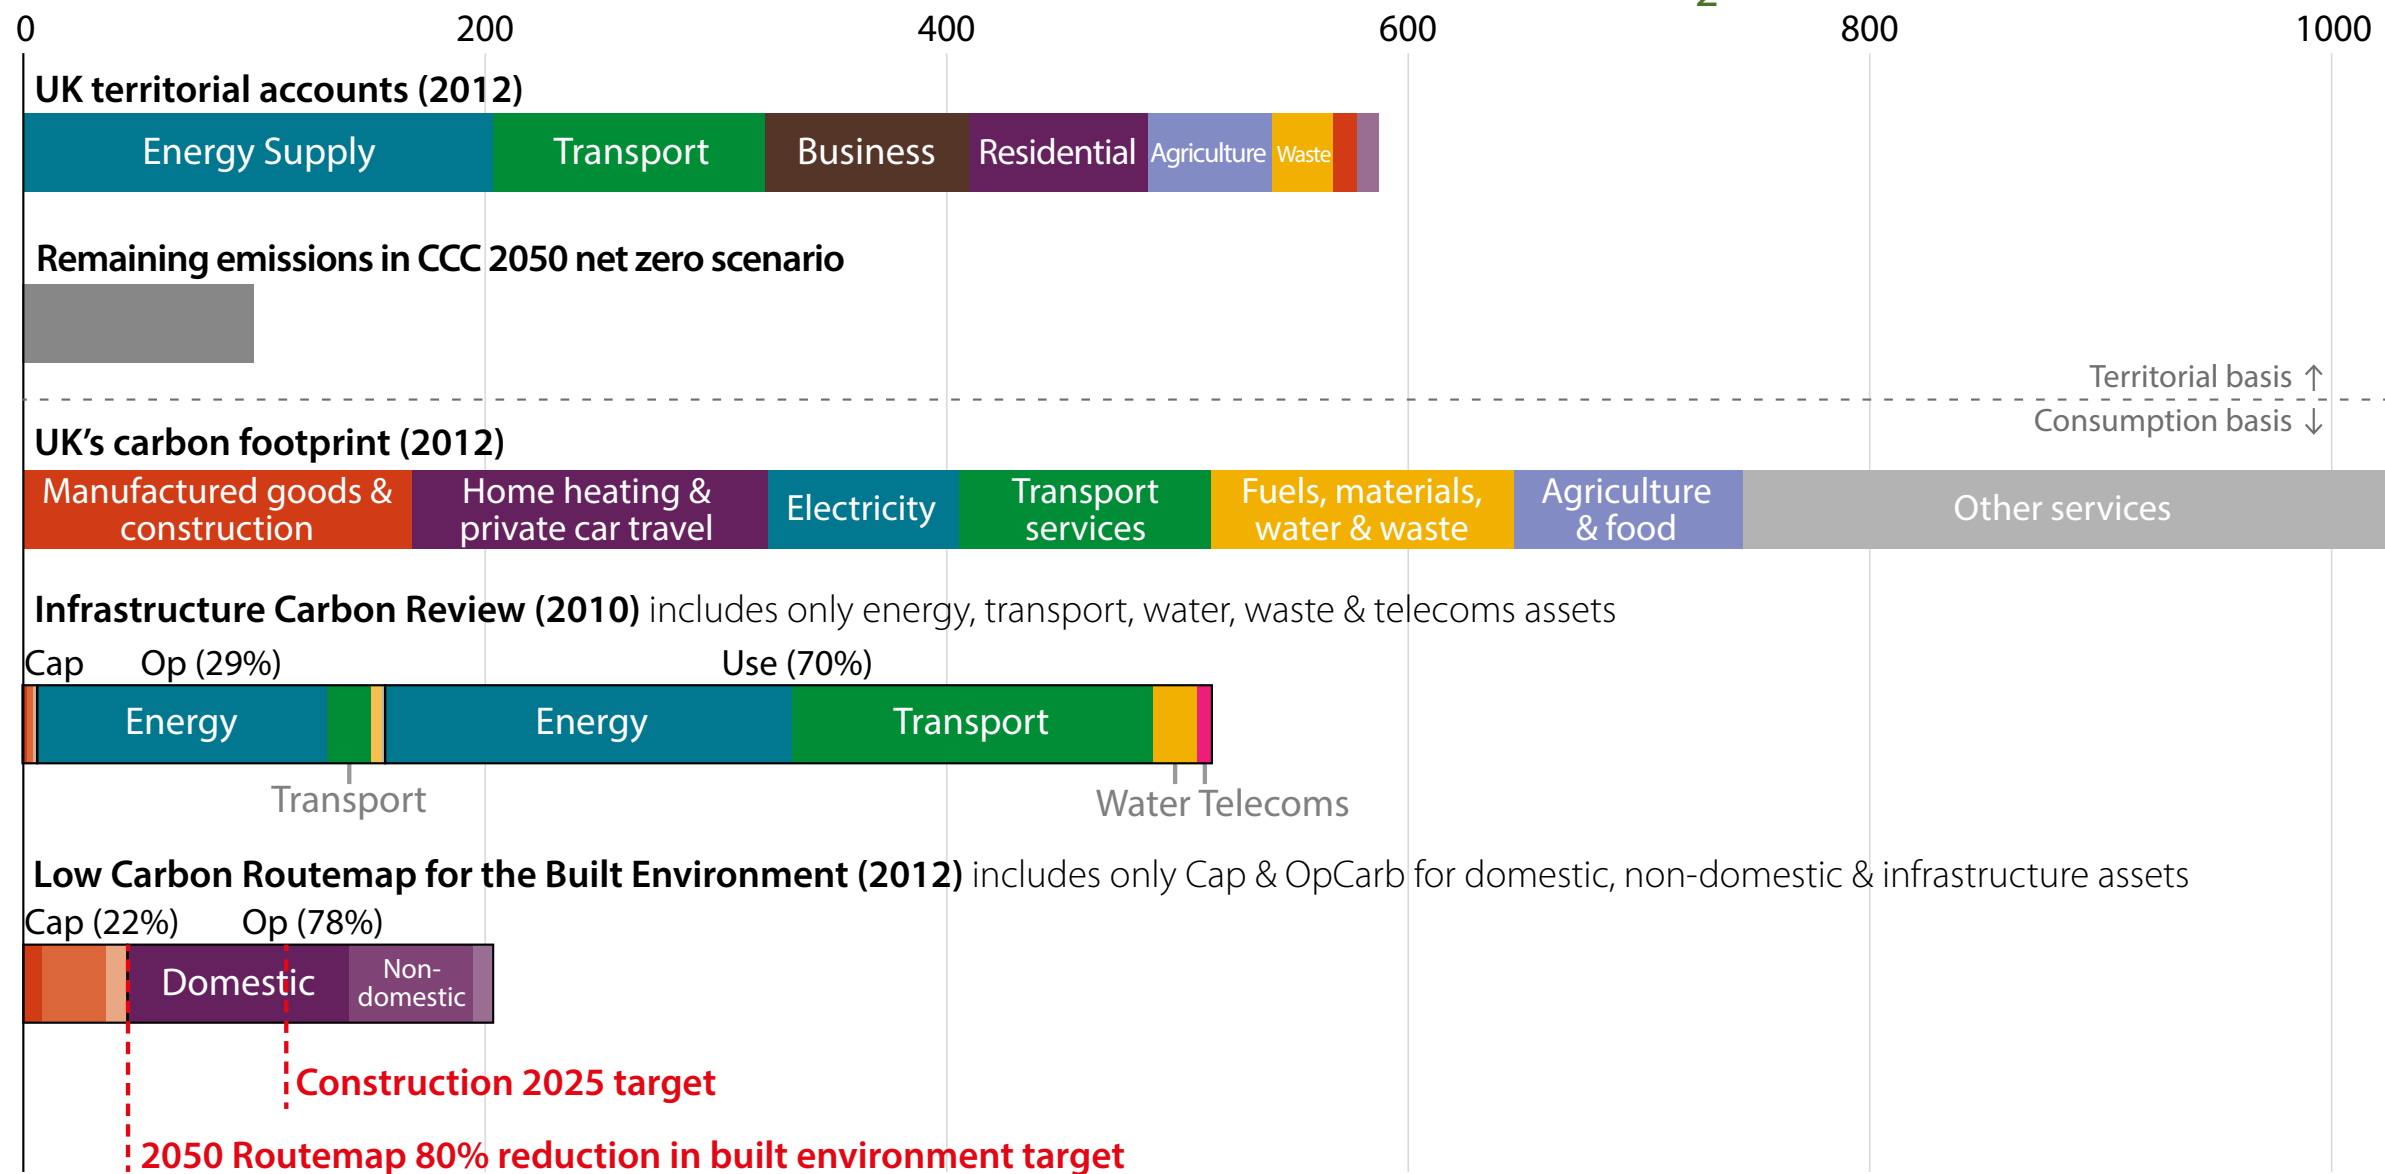 2
0 200 400 600 800 1000
UK territorial accounts (2012)
Energy Supply Transport Business Residential Agriculture Waste
Remaining emissions in CCC 2050 net zero scenario
Territorial basis ↑
Consumption basis ↓
UK’s carbon footprint (2012)
Manufactured goods &
construction
Home heating &
private car travel
Electricity
Transport
services
Fuels, materials,
water & waste
Agriculture
& food
Other services
Infrastructure Carbon Review (2010) includes only energy, transport, water, waste & telecoms assets
Cap Op (29%) Use (70%)
Energy Energy Transport
Transport Water Telecoms
Low Carbon Routemap for the Built Environment (2012) includes only Cap & OpCarb for domestic, non-domestic & infrastructure assets
Cap (22%) Op (78%)
Domestic
Non-
domestic
Construction 2025 target
2050 Routemap 80% reduction in built environment target